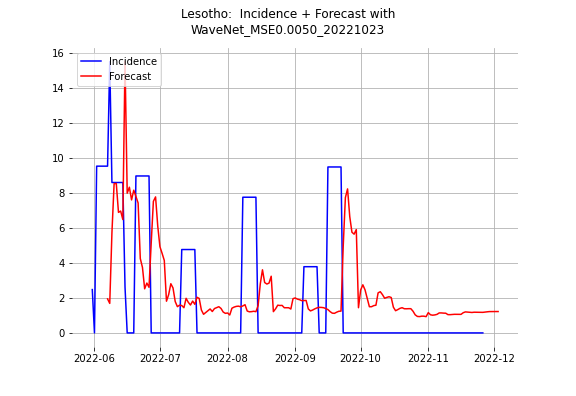 Lesotho:  Incidence + Forecast with
WaveNet_MSE0.0050_20221023
Incidence
Forecast
16
14
12
10
8
6
4
2
0
2022-06 2022-07 2022-08 2022-09 2022-10 2022-11 2022-12